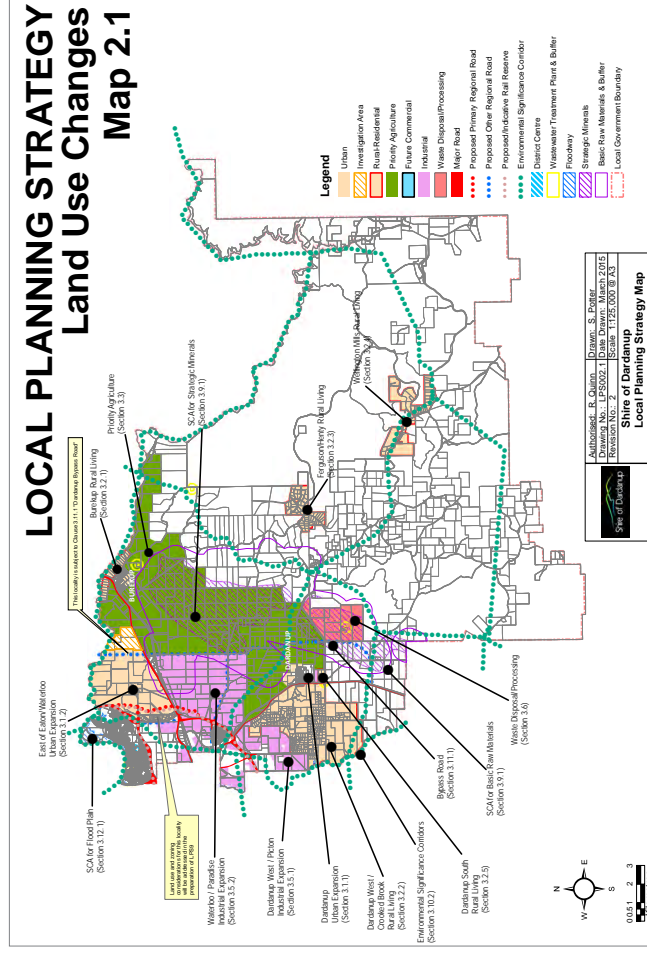 LOCAL PLANNING STRATEGY
Land Use Changes
Map 2.1
This locality is subject to Clause 3.11.1 "Dardanup Bypass Road"
Burekup Rural Living
(Section 3.2.1)
Priority Agriculture
(Section 3.3)
SCA for Strategic Minerals
(Section 3.9.1)
East of Eaton/Waterloo
Urban Expansion
(Section 3.1.2)
SCA for Flood Plain
(Section 3.12.1)
Land use and zoning
considerations for this locality
will be addressed in the
preparation of LPS9
Waterloo / Paradise
Industrial Expansion
(Section 3.5.2)
Dardanup West / Picton
Industrial Expansion
(Section 3.5.1)
Dardanup
Urban Expansion
(Section 3.1.1)
Dardanup West /
Crooked Brook
Rural Living
(Section 3.2.2)
Environmental Significance Corridors
(Section 3.10.2)
Dardanup South
Rural Living
(Section 3.2.5)
Bypass Road
(Section 3.11.1)
SCA for Basic Raw Materials
(Section 3.9.1)
Waste Disposal/Processing
(Section 3.6)
Ferguson/Henty Rural Living
(Section 3.2.3)
Wellington Mills Rural Living
(Section 3.2.4)
BUREKUP
DARDANUP
Legend
Urban
Investigation Area
Rural-Residential
Priority Agriculture
Future Commercial
Industrial
Waste Disposal/Processing
Major Road
Proposed Primary Regional Road
Proposed Other Regional Road
Proposed/Indicative Rail Reserve
Environmental Significance Corridor
District Centre
Wastewater Treatment Plant & Buffer
Floodway
Strategic Minerals
Basic Raw Materials & Buffer
Local Government Boundary
Authorised: R. Quinn Drawn: S. Potter
Drawing No.: LPS002.1 Date Drawn: March 2015
Revision No.: 2 Scale 1:125,000 @ A3
Shire of Dardanup
Local Planning Strategy Map
Shire of Dardanup
N
W E
S
0 0.5 1 2 3